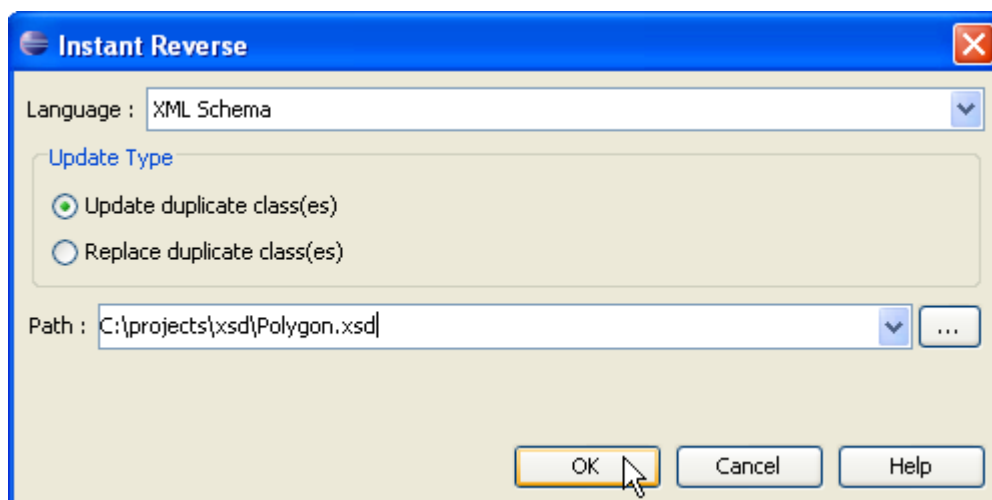 Instant Reverse
Language : XML Schema
Update Type
Update duplicate class(es)
Replace duplicate class(es)
Path : C:\projects\xsd\Polygon.xsd ...
OK Cancel Help